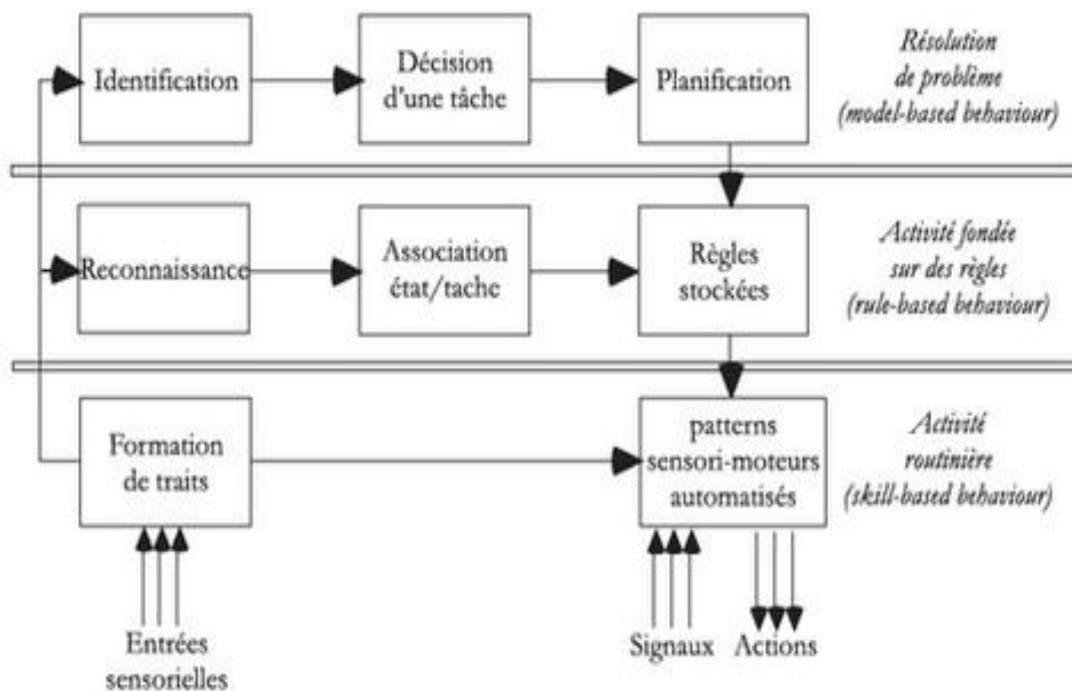 Identification
Décision
d'une tâche
Planification
Résolution
de problème
(model-based behaviour)
Reconnaissance
Association
état/tache
Règles
stockées
Activité fondée
sur des règles
(rule-based behaviour)
Formation
de traits
patterns
sensori-moteurs
automatisés
Activité
routinière
(skill-based behaviour)
Entrées
sensorielles
Signaux
Actions